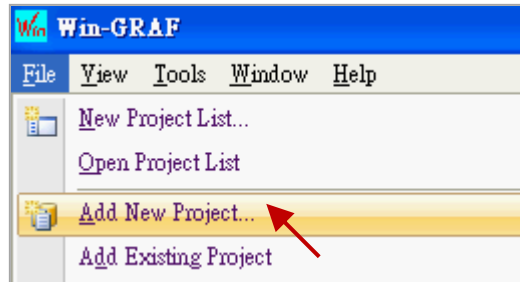 Win Win-GRAF
File View Tools Window Help
New Project List...
Open Project List
Add New Project...
Add Existing Project